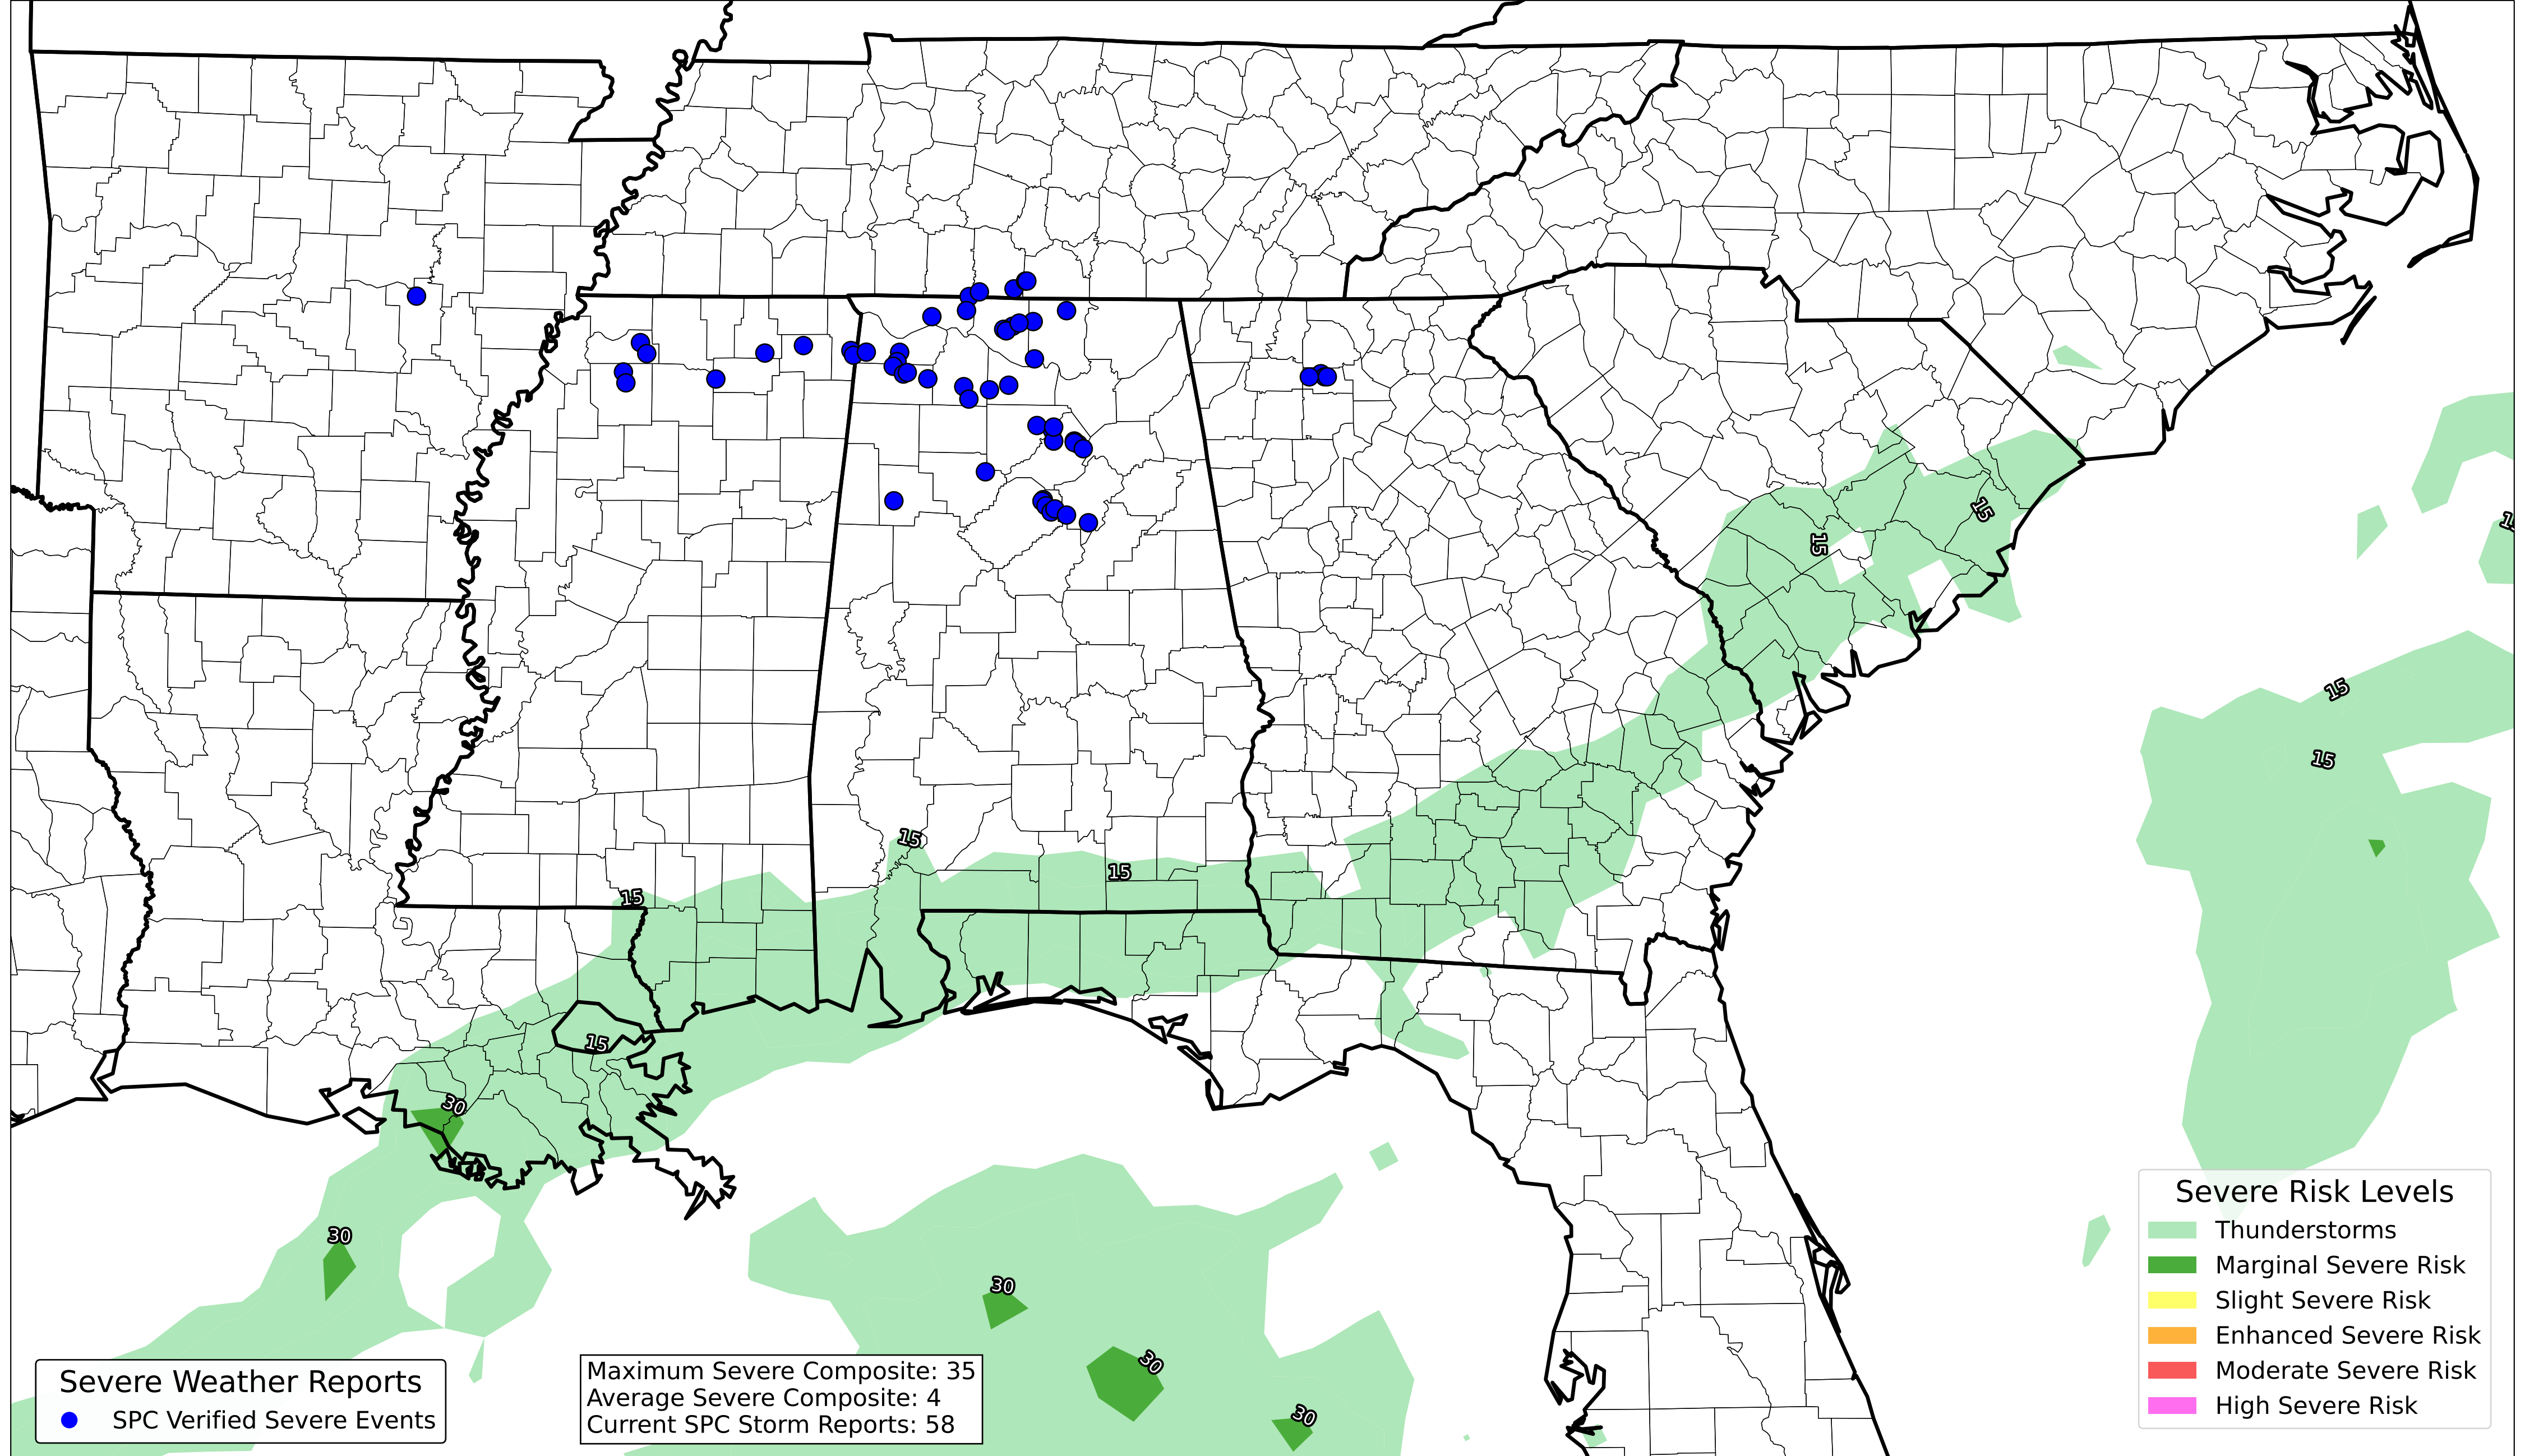 15
15
15
15
15
15
15
15
15
30
30
30
30
30
Severe Risk Levels
Thunderstorms
Marginal Severe Risk
Slight Severe Risk
Enhanced Severe Risk
Moderate Severe Risk
High Severe Risk
Severe Weather Reports
SPC Verified Severe Events
Maximum Severe Composite: 35
Average Severe Composite: 4
Current SPC Storm Reports: 58